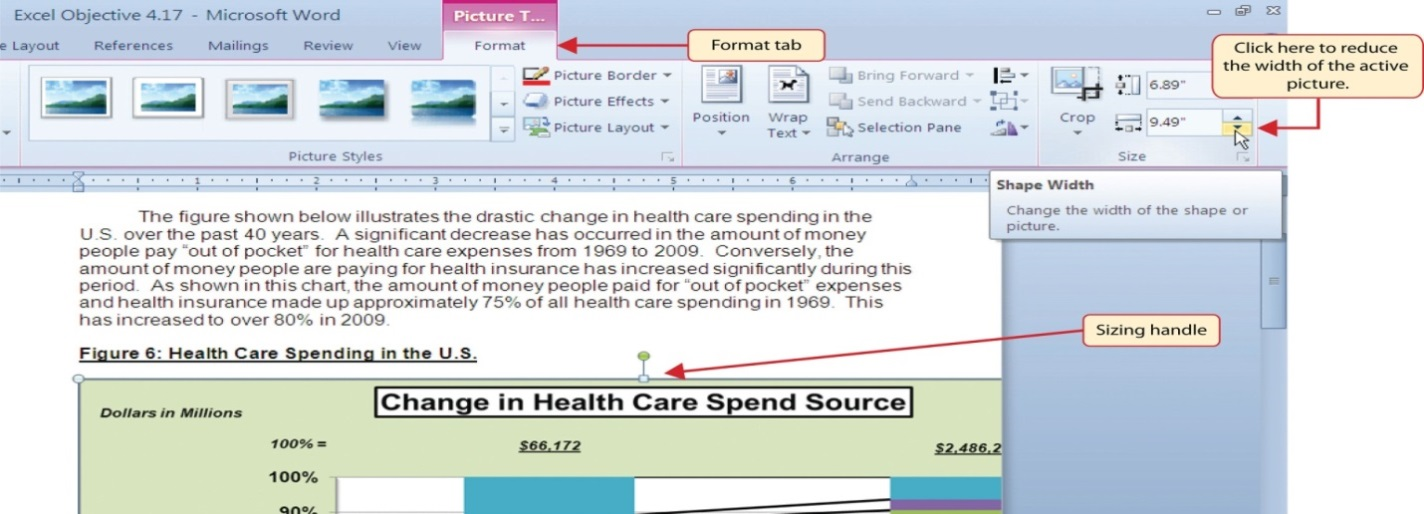 Excel Objective 4.17 - Microsoft Word
Picture T...
e Layout References Mailings Review View Format
Format tab
Click here to reduce
the width of the active
picture.
Picture Border
Picture Effects
Picture Layout
Position
Wrap
Text
Bring Forward
Send Backward
Selection Pane
Crop
6.89"
9.49"
Picture Styles
Arrange
Size
1 2 3 4 5 6
Shape Width
Change the width of the shape or
picture.
The figure shown below illustrates the drastic change in health care spending in the
U.S. over the past 40 years. A significant decrease has occurred in the amount of money
people pay “out of pocket” for health care expenses from 1969 to 2009. Conversely, the
amount of money people are paying for health insurance has increased significantly during this
period. As shown in this chart, the amount of money people paid for “out of pocket” expenses
and health insurance made up approximately 75% of all health care spending in 1969. This
has increased to over 80% in 2009.
Sizing handle
Figure 6: Health Care Spending in the U.S.
Change in Health Care Spend Source
Dollars in Millions
100% = $66,172 $2,486,2
100%
90%